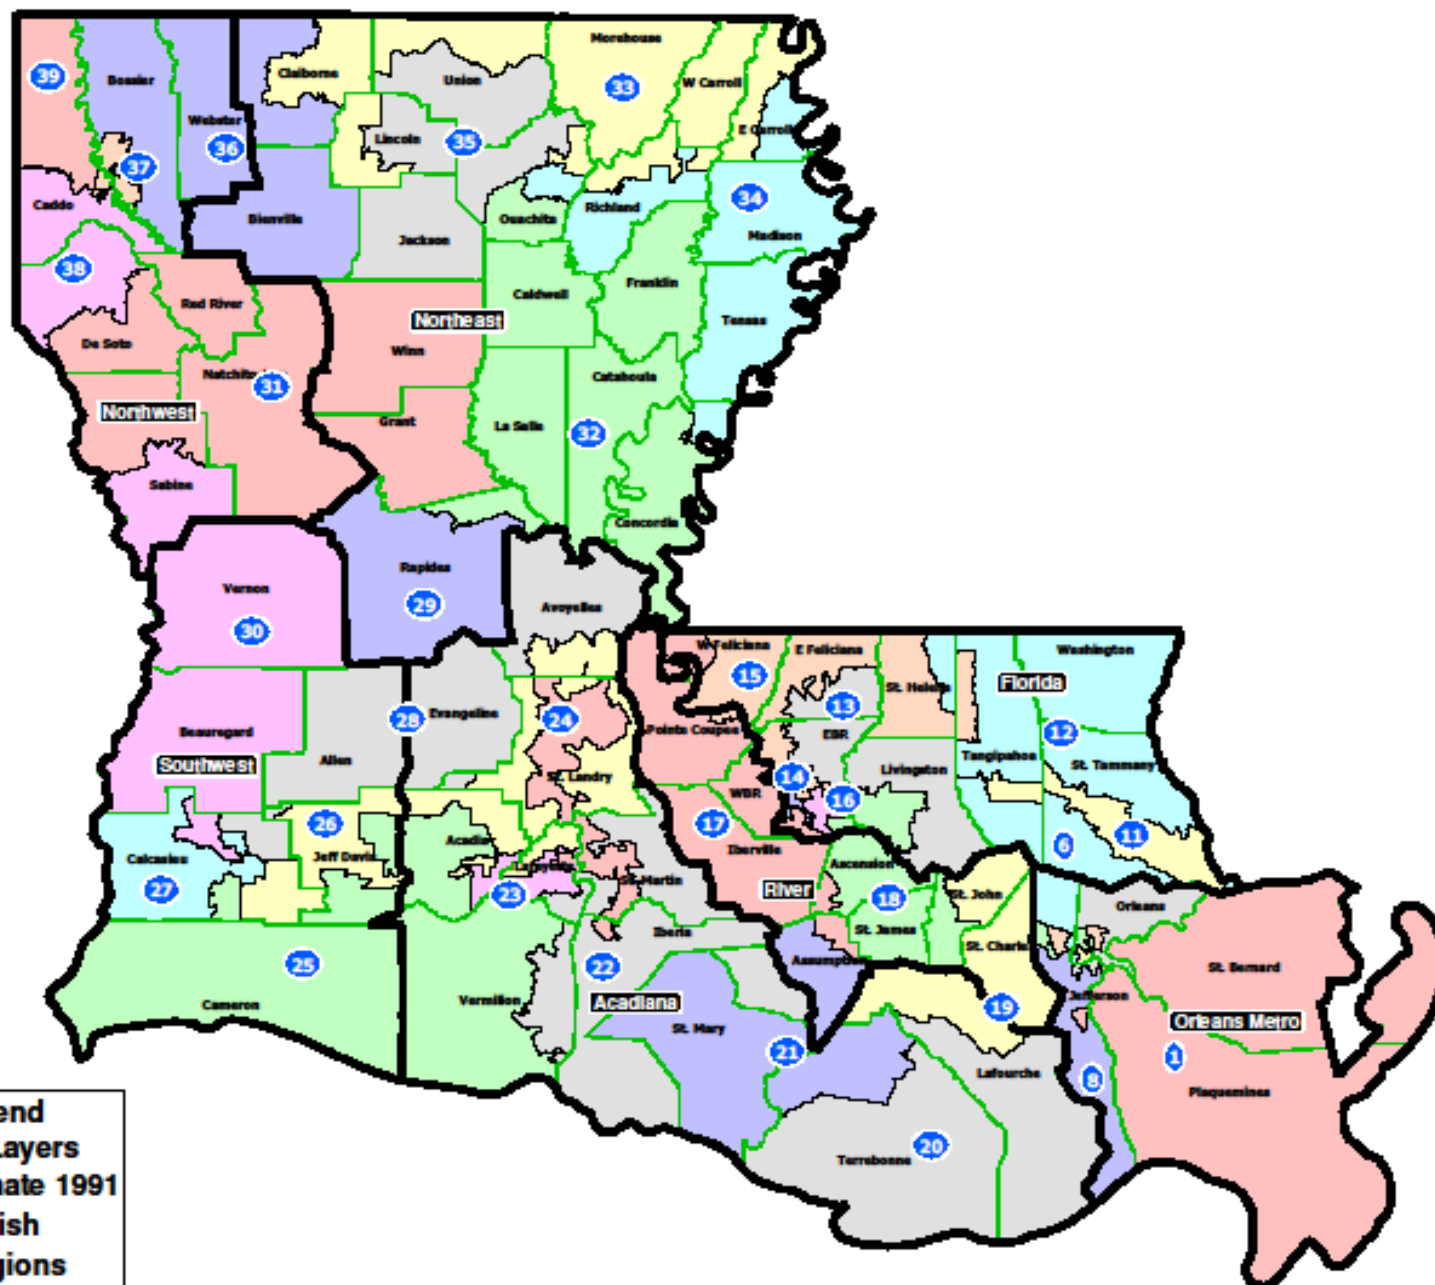 Morehouse
39
Bossier
Claiborne
Union
33
W Carroll
Webster
E Carroll
36
Lincoln
35
37
Caddo
Bienville
Ouachita
Richland
34
Madison
Jackson
38
Red River
Caldwell
Franklin
Northeast
Tensas
De Soto
Winn
Natchito
31
Catahoula
Northwest
Grant
La Salle
32
Sabine
Concordia
Rapides
Vernon
29
Avoyelles
30
W Feliciana
E Feliciana
Washington
15
St. Helena
Florida
13
28
Evangeline
24
Pointe Coupee
EBR
12
Beauregard
Southwest
Allen
St. Landry
14
Livingston
Tangipahoa
St. Tammany
WBR
16
26
17
11
Acadia
Iberville
6
Calcasieu
Jeff Davis
Lafayette
Ascension
27
23
St. Martin
River
18
St. John
Orleans
Iberia
St. James
St. Charle
25
22
Assumption
St. Bernard
Cameron
Vermilion
Acadiana
Jefferson
19
Orleans Metro
St. Mary
21
1
Lafourche
8
Plaquemines
end
Layers
nate 1991
20
Terrebonne
ish
gions